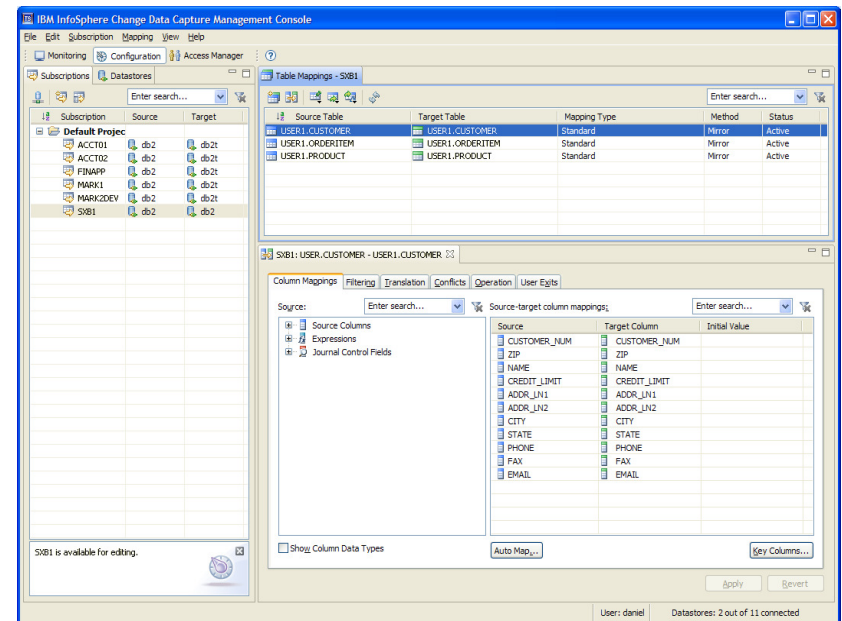 IBM InfoSphere Change Data Capture Management Console
File Edit Subscription Mapping View Help
Monitoring Configuration Access Manager
Subscriptions Datastores
Enter search...
Subscription Source Target
Default Projec
ACCT01 db2 db2t
ACCT02 db2 db2t
FINAPP db2 db2t
MARK1 db2 db2t
MARK2DEV db2 db2t
SXB1 db2 db2
SXB1 is available for editing.
Table Mappings - SXB1
Enter search...
Source Table Target Table Mapping Type Method Status
USER1.CUSTOMER USER1.CUSTOMER Standard Mirror Active
USER1.ORDERITEM USER1.ORDERITEM Standard Mirror Active
USER1.PRODUCT USER1.PRODUCT Standard Mirror Active
SXB1: USER.CUSTOMER - USER1.CUSTOMER
Column Mappings Filtering Translation Conflicts Operation User Exits
Source: Enter search...
Source Columns
Expressions
Journal Control Fields
Show Column Data Types
Source-target column mappings: Enter search...
Source Target Column Initial Value
CUSTOMER_NUM CUSTOMER_NUM
ZIP ZIP
NAME NAME
CREDIT_LIMIT CREDIT_LIMIT
ADDR_LN1 ADDR_LN1
ADDR_LN2 ADDR_LN2
CITY CITY
STATE STATE
PHONE PHONE
FAX FAX
EMAIL EMAIL
Auto Map... Key Columns...
Apply Revert
User: daniel Datastores: 2 out of 11 connected